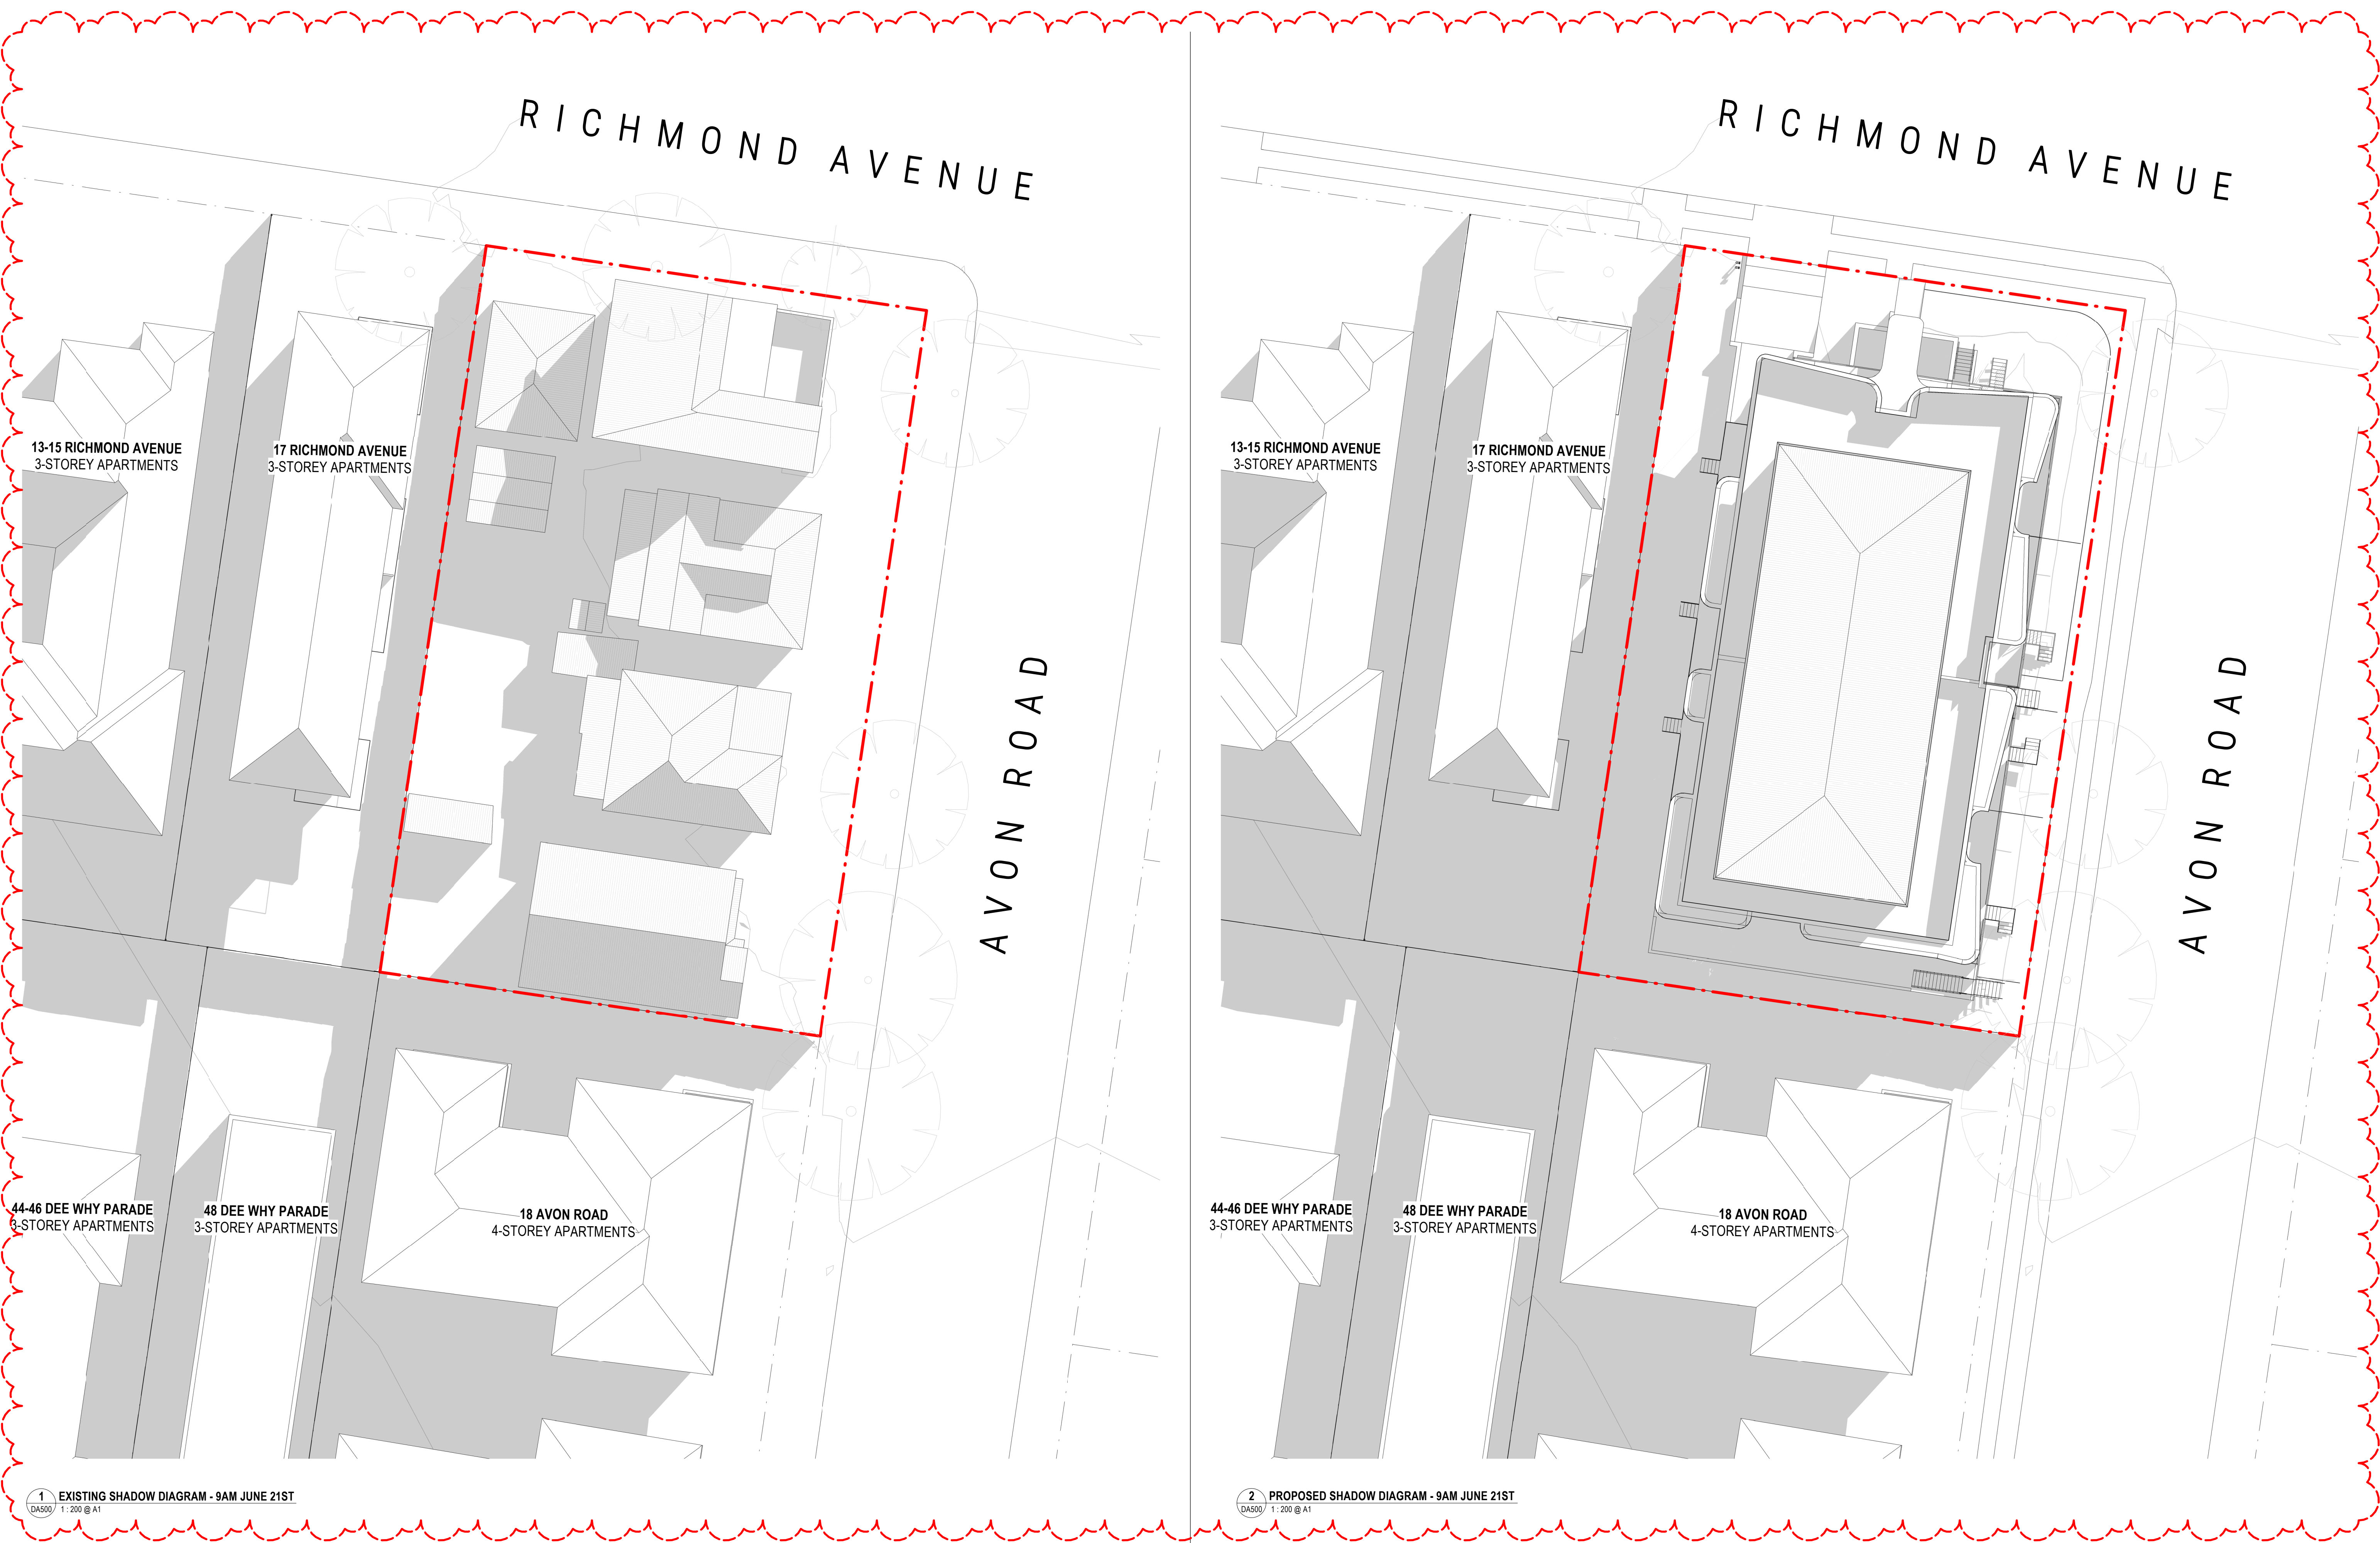 RICHMOND AVENUE
13-15 RICHMOND AVENUE
3-STOREY APARTMENTS
17 RICHMOND AVENUE
3-STOREY APARTMENTS
AVON ROAD
44-46 DEE WHY PARADE
3-STOREY APARTMENTS
48 DEE WHY PARADE
3-STOREY APARTMENTS
18 AVON ROAD
4-STOREY APARTMENTS
1
DA500
EXISTING SHADOW DIAGRAM - 9AM JUNE 21ST
1 : 200 @ A1
RICHMOND AVENUE
13-15 RICHMOND AVENUE
3-STOREY APARTMENTS
17 RICHMOND AVENUE
3-STOREY APARTMENTS
AVON ROAD
44-46 DEE WHY PARADE
3-STOREY APARTMENTS
48 DEE WHY PARADE
3-STOREY APARTMENTS
18 AVON ROAD
4-STOREY APARTMENTS
2
DA500
PROPOSED SHADOW DIAGRAM - 9AM JUNE 21ST
1 : 200 @ A1